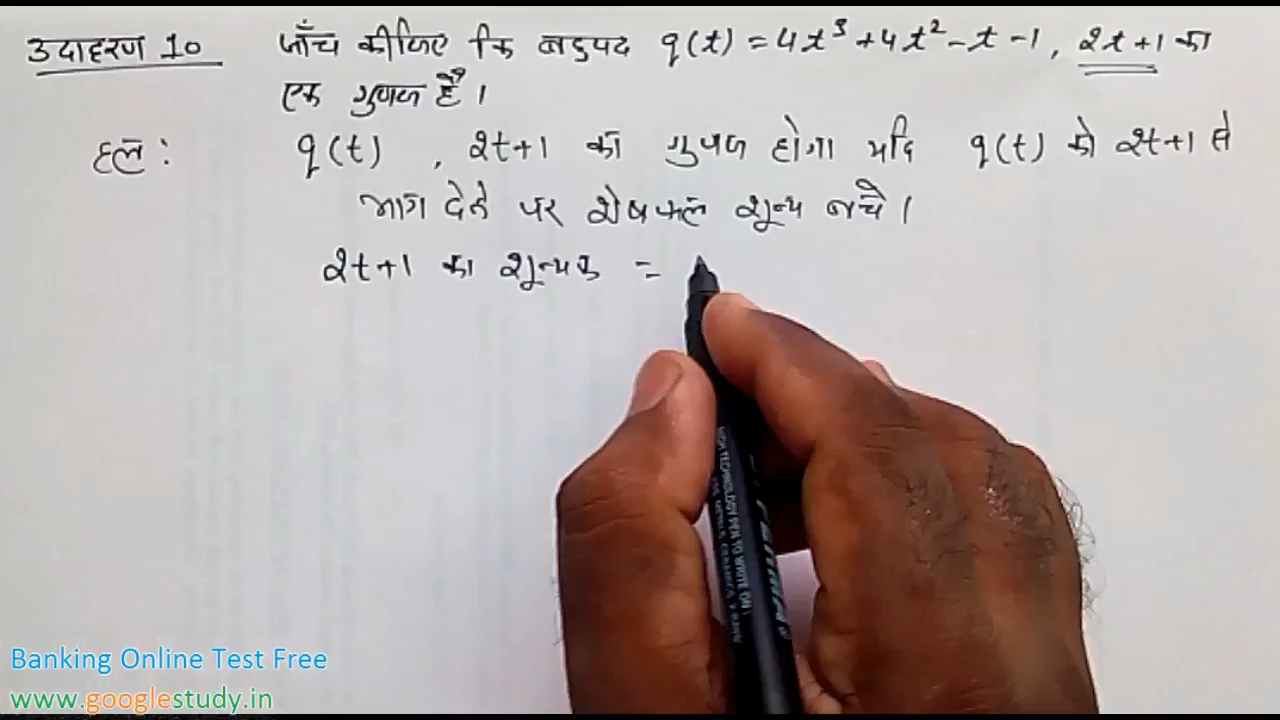 उदाहरण 10 जाँच कीजिए कि बहुपद q(t) = 4t³ + 4t² - t - 1, 2t + 1 का
एक गुणज है।
हल : q(t) , 2t+1 का गुणज होगा यदि q(t) को 2t+1 से
भाग देने पर शेषफल शून्य बचे।
2t+1 का शून्यक =
Banking Online Test Free
www.googlestudy.in